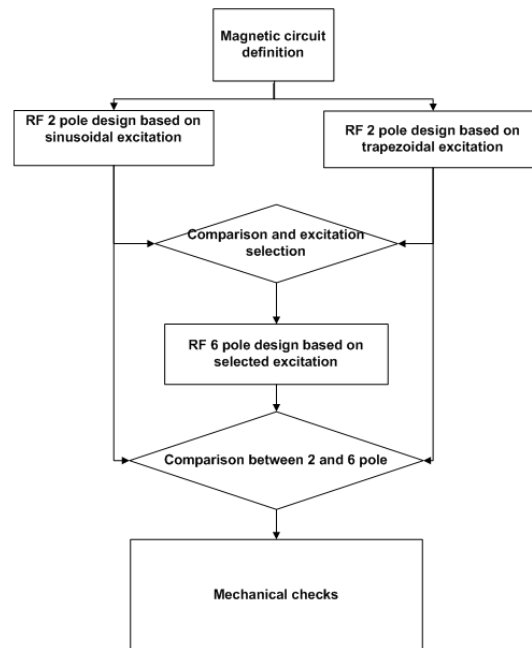 Magnetic circuit
definition
RF 2 pole design based on
sinusoidal excitation
RF 2 pole design based on
trapezoidal excitation
Comparison and excitation
selection
RF 6 pole design based on
selected excitation
Comparison between 2 and 6 pole
Mechanical checks